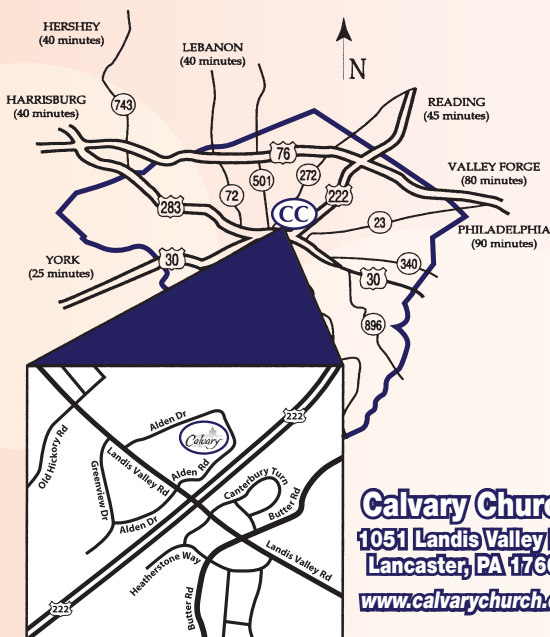 HERSHEY
(40 minutes)
LEBANON
(40 minutes)
N
HARRISBURG
(40 minutes)
743
READING
(45 minutes)
76
VALLEY FORGE
(80 minutes)
272
501
72
222
283
CC
23
PHILADELPHIA
(90 minutes)
YORK
(25 minutes)
30
340
30
896
Alden Dr
222
Calvary
Old Hickory Rd
Landis Valley Rd
Greenview Dr
Alden Rd
Canterbury Turn
Butter Rd
Alden Dr
Heatherstone Way
Landis Valley Rd
222
Butter Rd
Calvary Churc
1051 Landis Valley
Lancaster, PA 1760
www.calvarychurch.